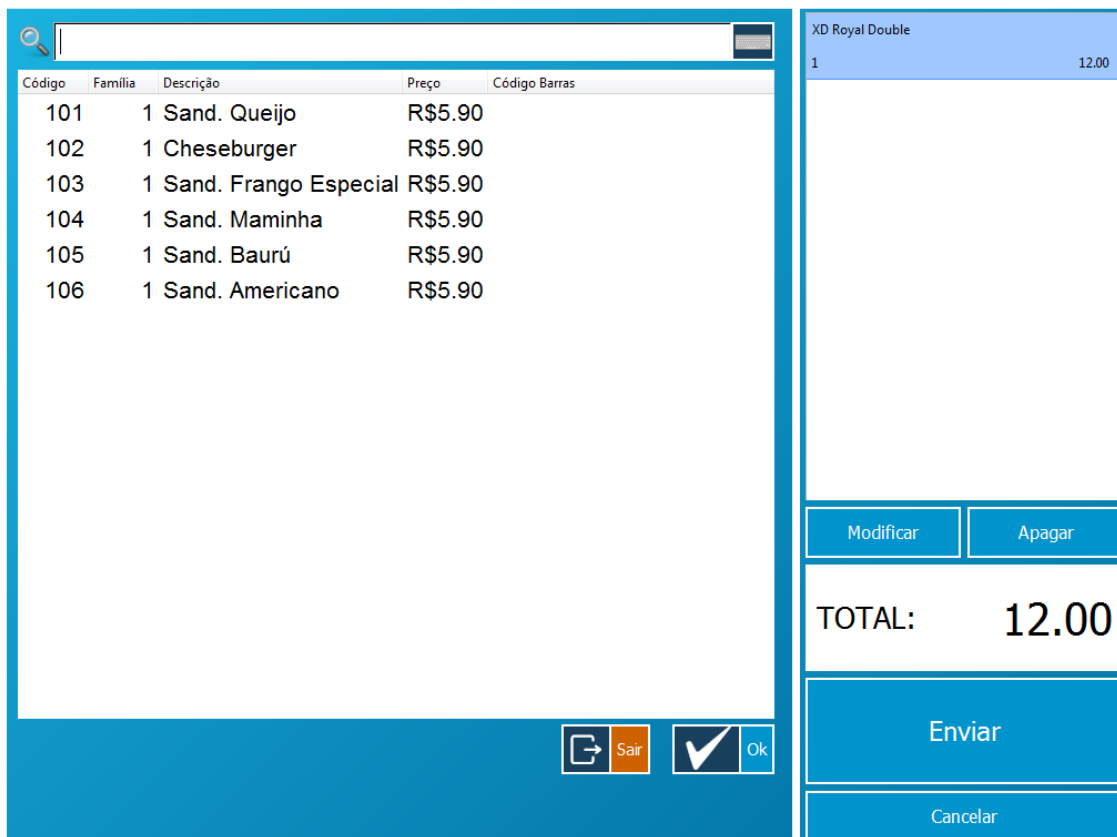 Código Família Descrição Preço Código Barras
101 1 Sand. Queijo R$5.90
102 1 Cheseburger R$5.90
103 1 Sand. Frango Especial R$5.90
104 1 Sand. Maminha R$5.90
105 1 Sand. Baurú R$5.90
106 1 Sand. Americano R$5.90
Sair Ok
XD Royal Double
1 12.00
Modificar Apagar
TOTAL: 12.00
Enviar
Cancelar